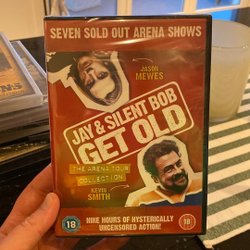 SEVEN SOLD OUT ARENA SHOWS
JASON
MEWES
JAY & SILENT BOB
GET OLD
THE ARENA TOUR
COLLECTION
KEVIN
SMITH
18
NINE HOURS OF HYSTERICALLY
UNCENSORED ACTION!
18